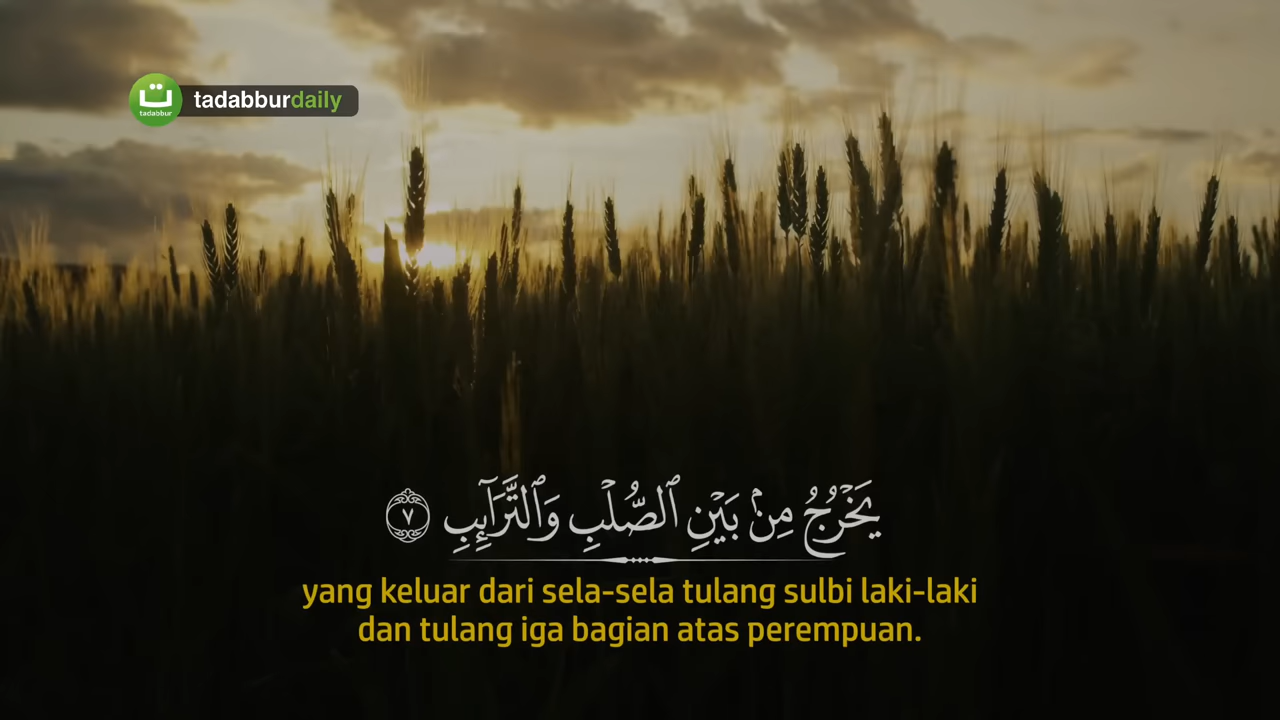 ت
tadabbur
tadabburdaily
يَخْرُجُ مِنۢ بَيْنِ ٱلصُّلْبِ وَٱلتَّرَآئِبِ ٧
yang keluar dari sela-sela tulang sulbi laki-laki
dan tulang iga bagian atas perempuan.